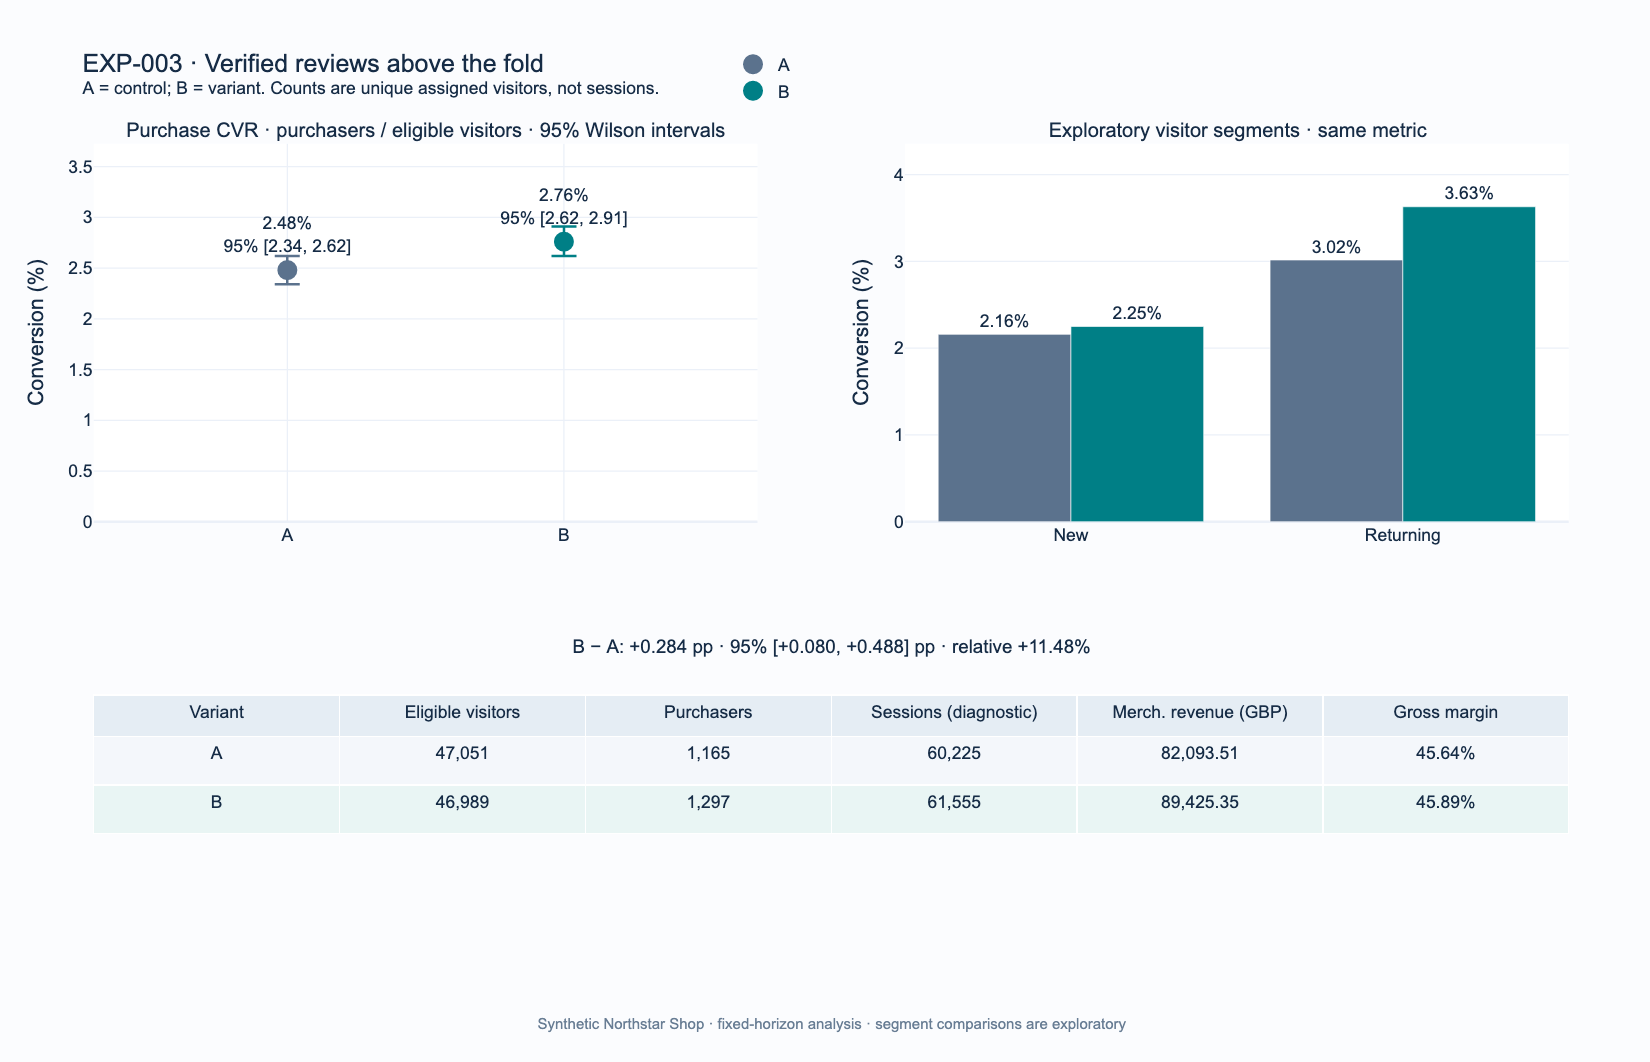 EXP-003 · Verified reviews above the fold
A = control; B = variant. Counts are unique assigned visitors, not sessions.
A
B
Purchase CVR · purchasers / eligible visitors · 95% Wilson intervals
Conversion (%)
3.5
3
2.5
2
1.5
1
0.5
0
2.48%
95% [2.34, 2.62]
2.76%
95% [2.62, 2.91]
A
B
Exploratory visitor segments · same metric
Conversion (%)
4
3
2
1
0
2.16%
2.25%
3.02%
3.63%
New
Returning
B − A: +0.284 pp · 95% [+0.080, +0.488] pp · relative +11.48%
Variant Eligible visitors Purchasers Sessions (diagnostic) Merch. revenue (GBP) Gross margin
A 47,051 1,165 60,225 82,093.51 45.64%
B 46,989 1,297 61,555 89,425.35 45.89%
Synthetic Northstar Shop · fixed-horizon analysis · segment comparisons are exploratory